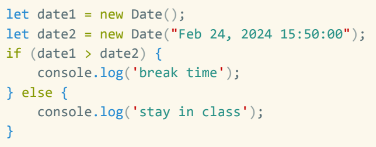 let date1 = new Date();
let date2 = new Date("Feb 24, 2024 15:50:00");
if (date1 > date2) {
    console.log('break time');
} else {
    console.log('stay in class');
}